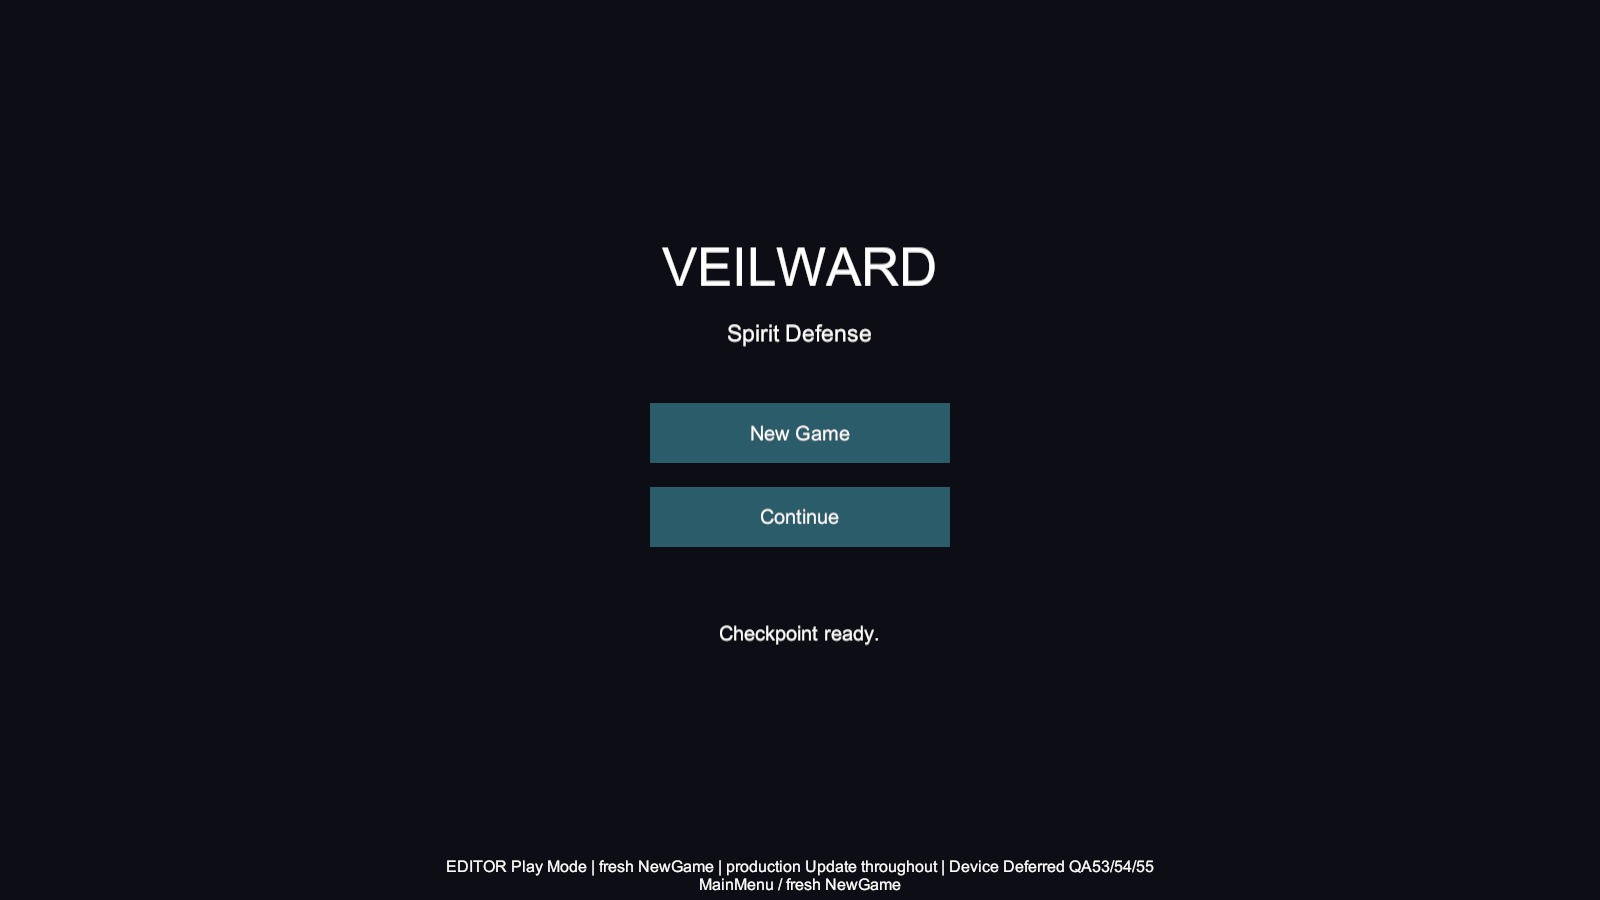 VEILWARD
Spirit Defense
New Game
Continue
Checkpoint ready.
EDITOR Play Mode | fresh NewGame | production Update throughout | Device Deferred QA53/54/55
MainMenu / fresh NewGame